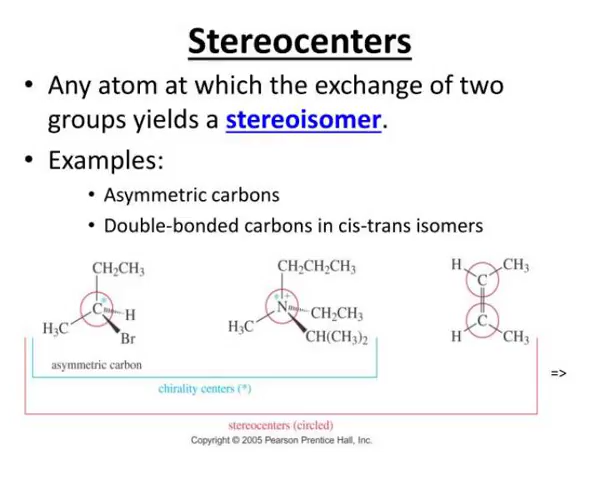 Stereocenters
• Any atom at which the exchange of two
groups yields a stereoisomer.
• Examples:
• Asymmetric carbons
• Double-bonded carbons in cis-trans isomers
CH₂CH₃
C*
H
H₃C
Br
asymmetric carbon
CH₂CH₂CH₃
*+
N
CH₂CH₃
H₃C
CH(CH₃)₂
H
CH₃
C
C
H
CH₃
chirality centers (*)
=>
stereocenters (circled)
Copyright © 2005 Pearson Prentice Hall, Inc.